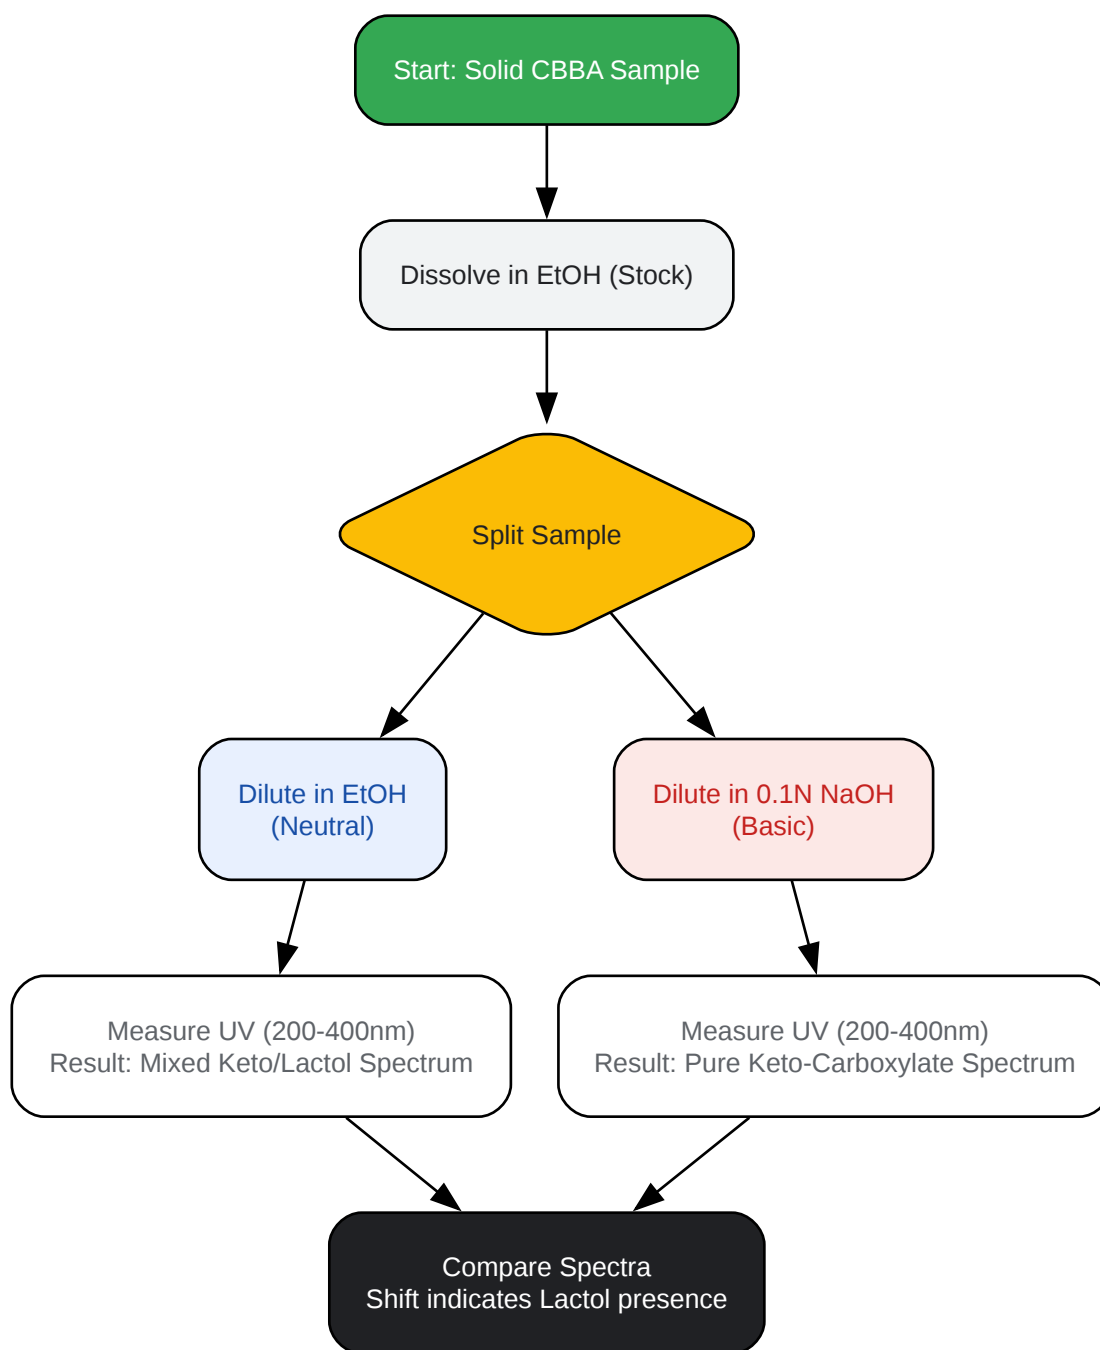 Start: Solid CBBA Sample
Dissolve in EtOH (Stock)
Split Sample
Dilute in EtOH
(Neutral)
Dilute in 0.1N NaOH
(Basic)
Measure UV (200-400nm)
Result: Mixed Keto/Lactol Spectrum
Measure UV (200-400nm)
Result: Pure Keto-Carboxylate Spectrum
Compare Spectra
Shift indicates Lactol presence